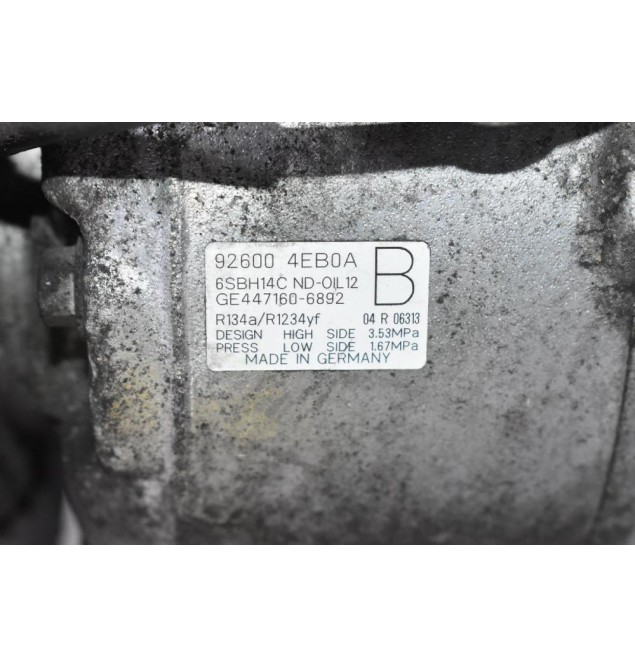 92600 4EB0A
B
6SBH14C ND-OIL12
GE447160-6892
R134a/R1234yf 04 R 06313
DESIGN HIGH SIDE 3.53MPa
PRESS LOW SIDE 1.67MPa
MADE IN GERMANY